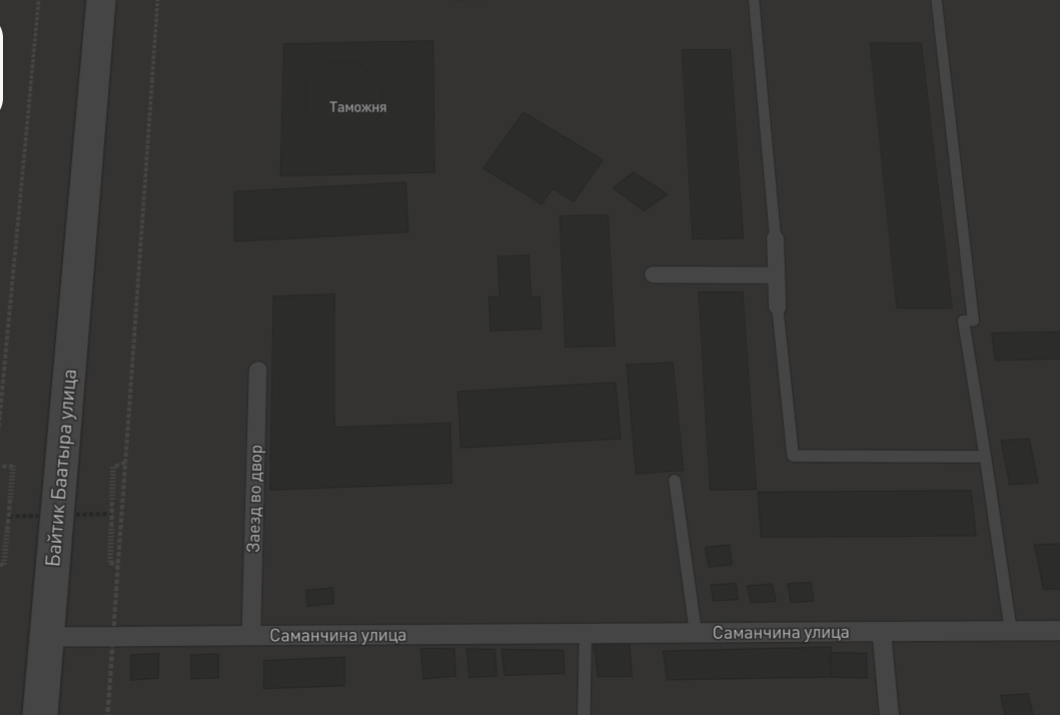 Таможня
Байтик Баатыра улица
Заезд во двор
Саманчина улица
Саманчина улица